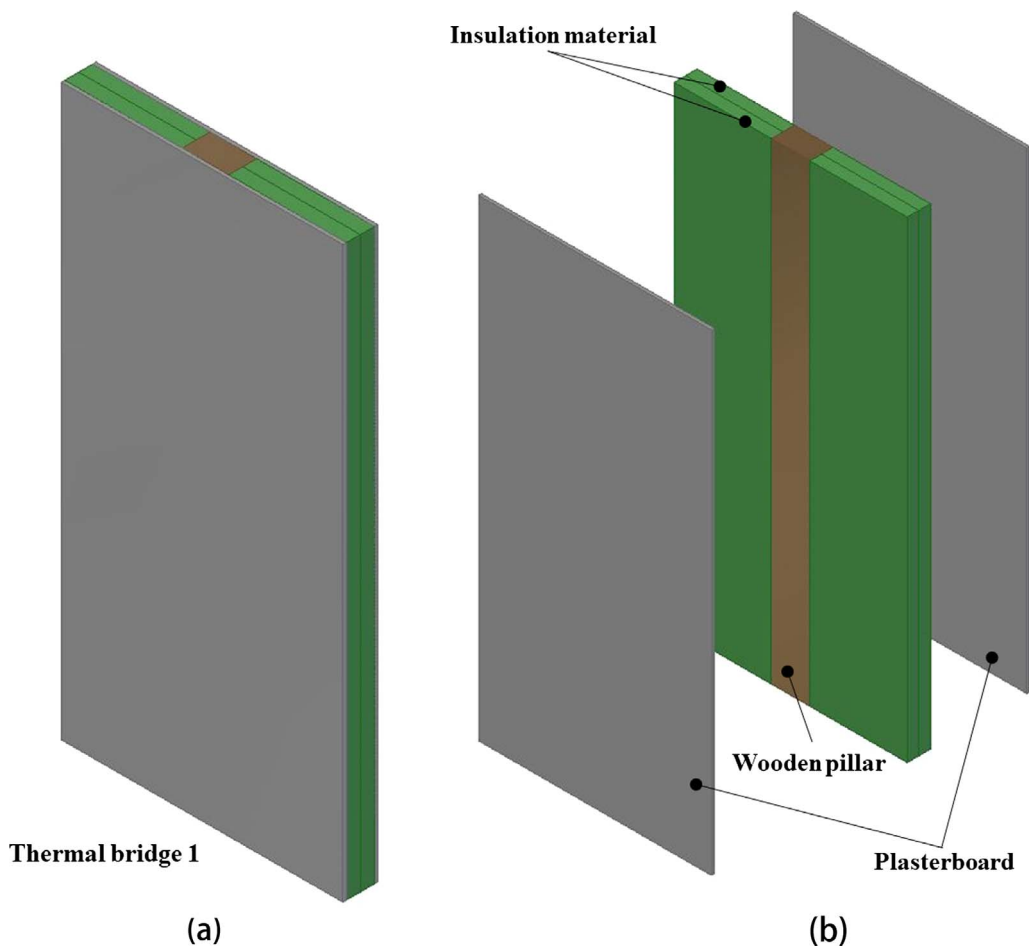 Insulation material
Wooden pillar
Thermal bridge 1
Plasterboard
(a)
(b)